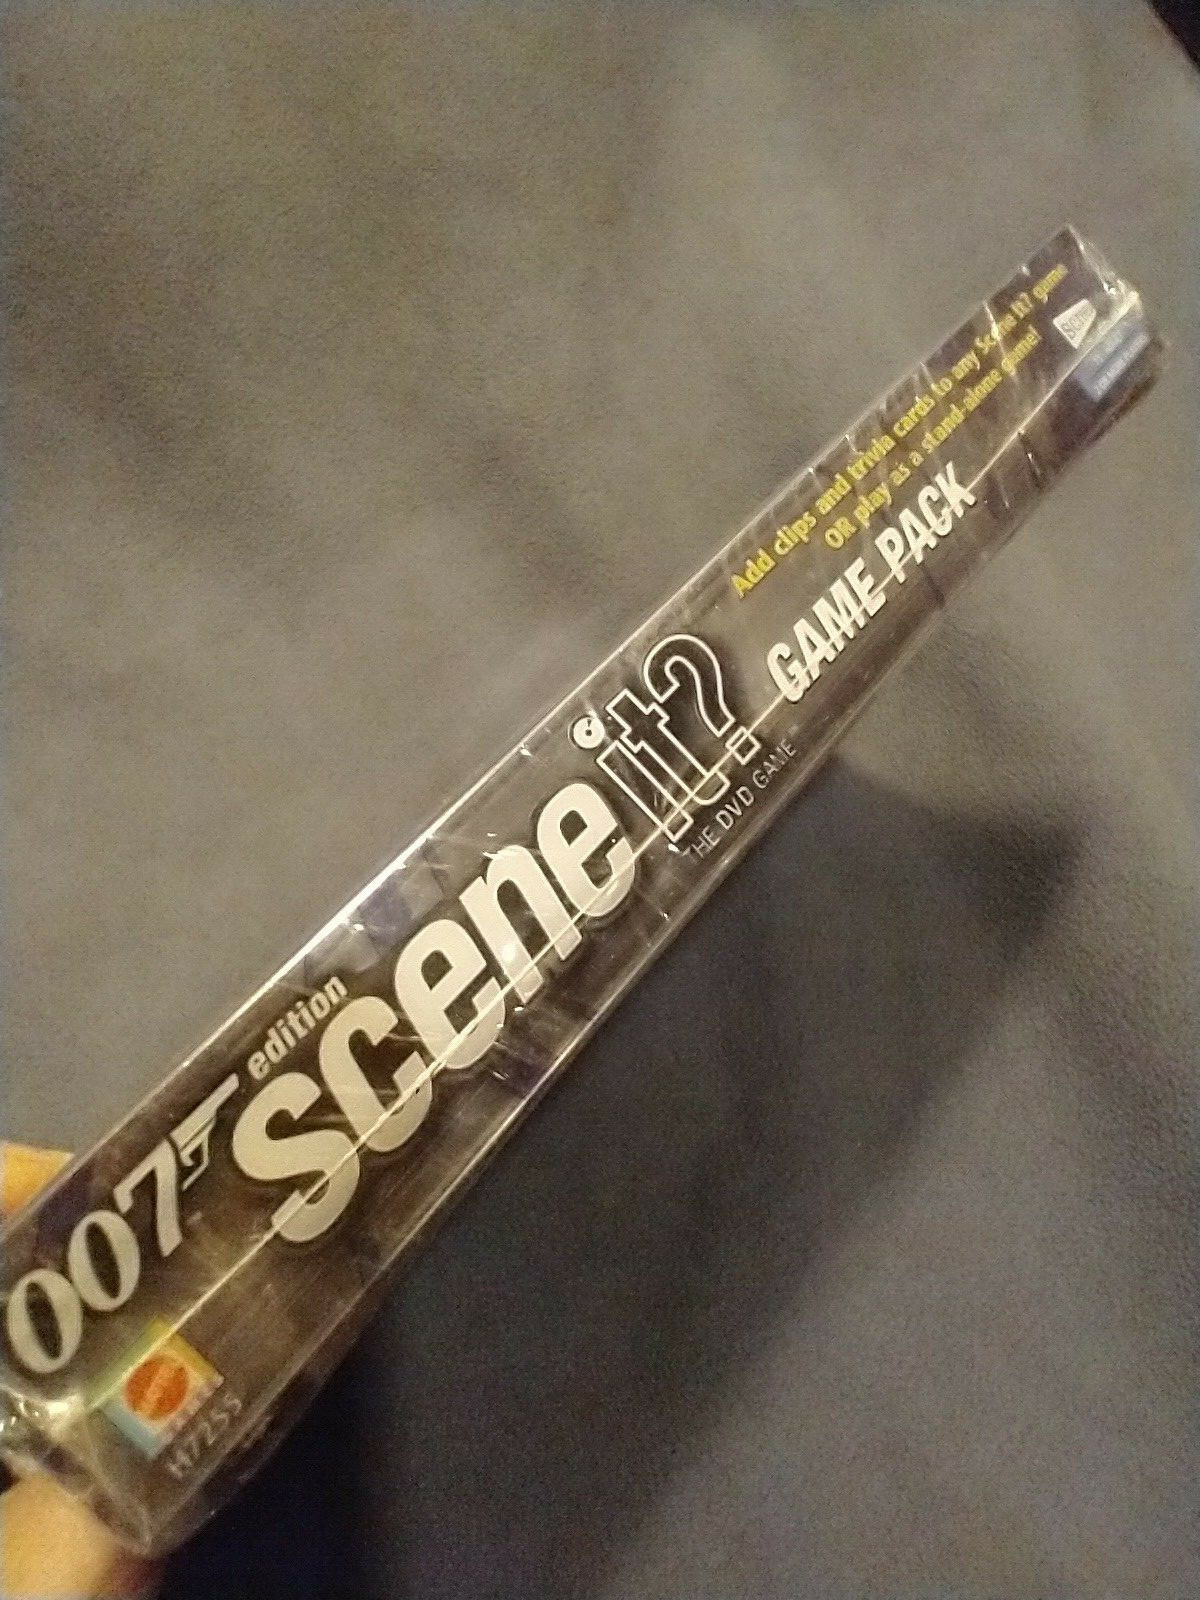 007 edition
scene it?
THE DVD GAME
GAME PACK
Add clips and trivia cards to any Scene It? game
OR play as a stand-alone game!
H7255